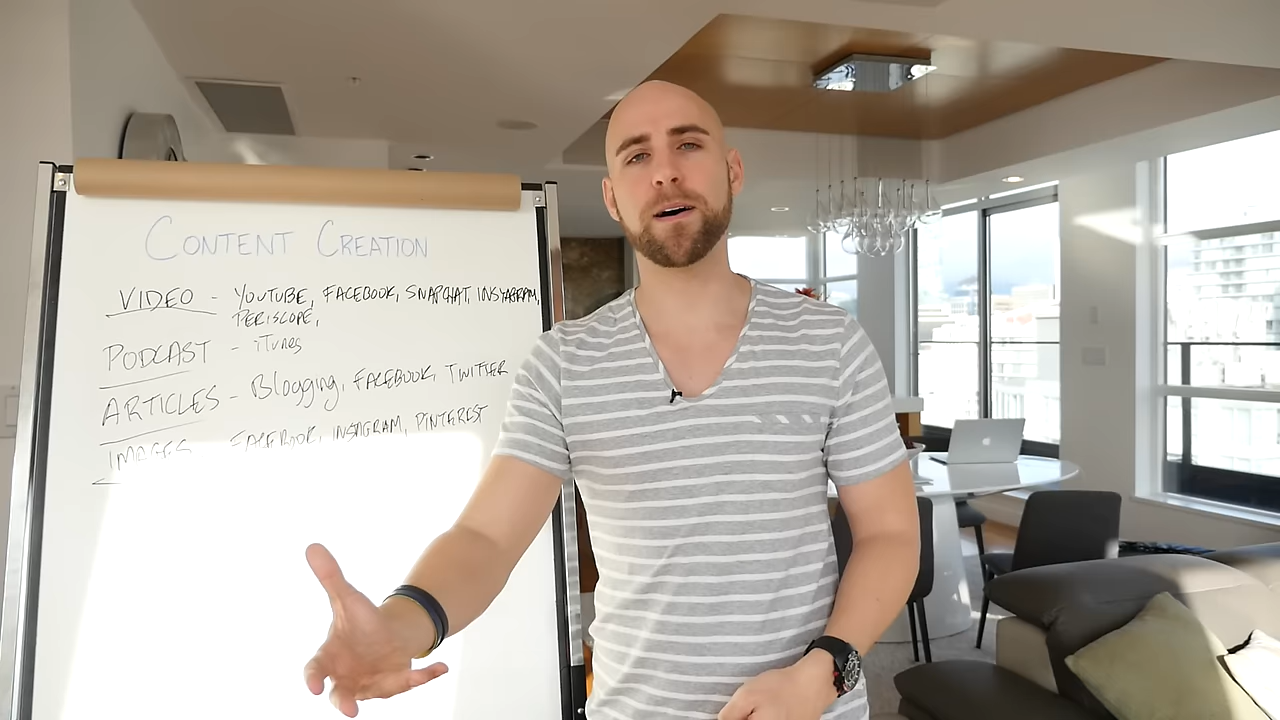 CONTENT CREATION
VIDEO - YOUTUBE, FACEBOOK, SNAPCHAT, INSTAGRAM,
PERISCOPE,
PODCAST - iTunes
ARTICLES - Blogging, FACEBOOK, TWITTER
IMAGES FACEBOOK, INSTAGRAM, PINTEREST